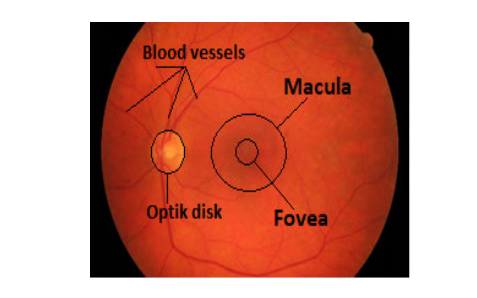 Blood vessels
Macula
Optik disk
Fovea